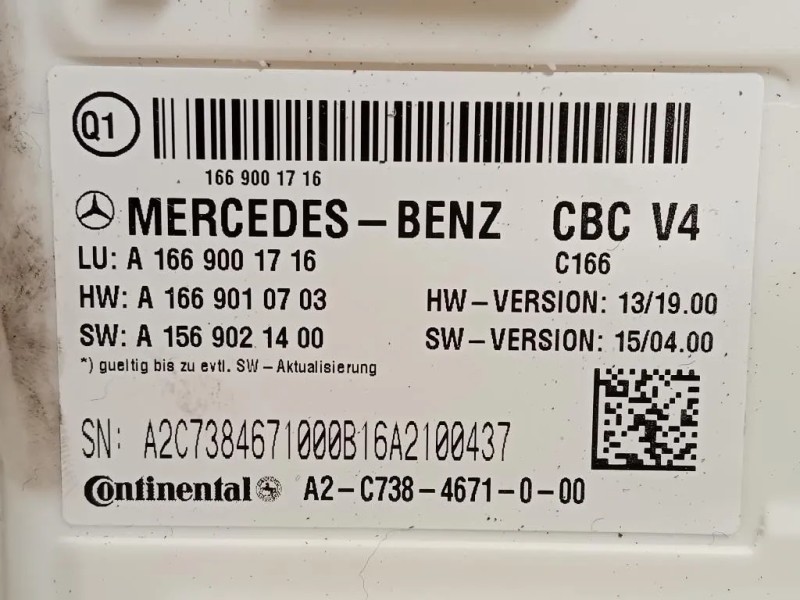 Q1
166 900 17 16
MERCEDES-BENZ CBC V4
LU: A 166 900 17 16 C166
HW: A 166 901 07 03 HW-VERSION: 13/19.00
SW: A 156 902 14 00 SW-VERSION: 15/04.00
*) gueltig bis zu evtl. SW-Aktualisierung
SN: A2C7384671000B16A2100437
Continental A2-C738-4671-0-00